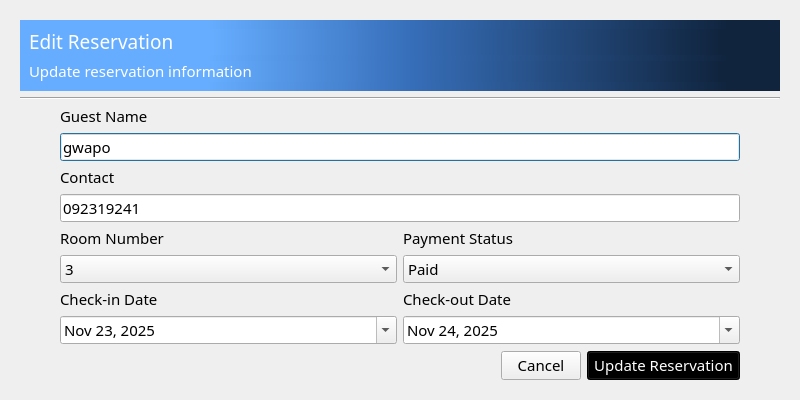 Edit Reservation
Update reservation information
Guest Name
gwapo
Contact
092319241
Room Number Payment Status
3 Paid
Check-in Date Check-out Date
Nov 23, 2025 Nov 24, 2025
Cancel Update Reservation